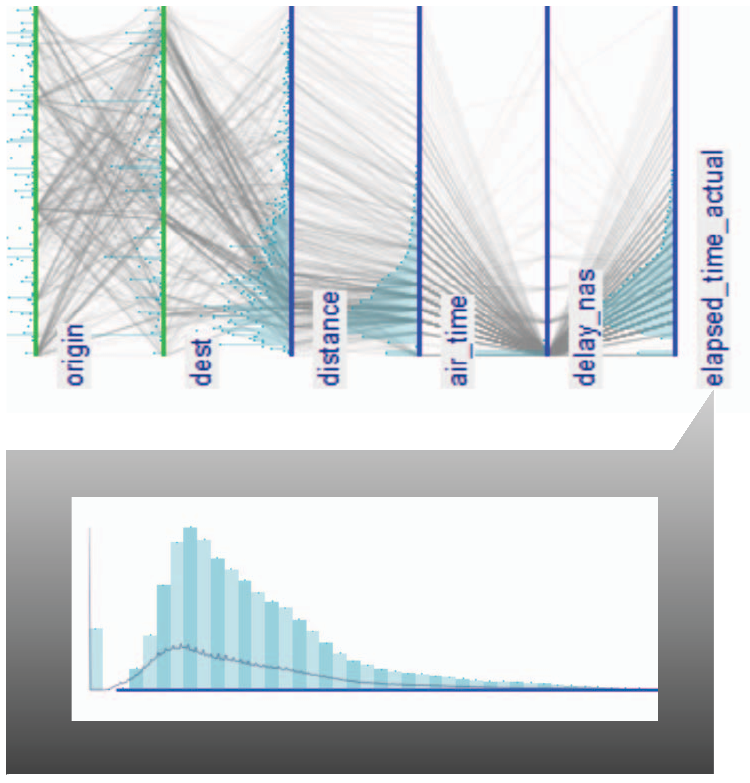 origin
dest
distance
air_time
delay_nas
elapsed_time_actual